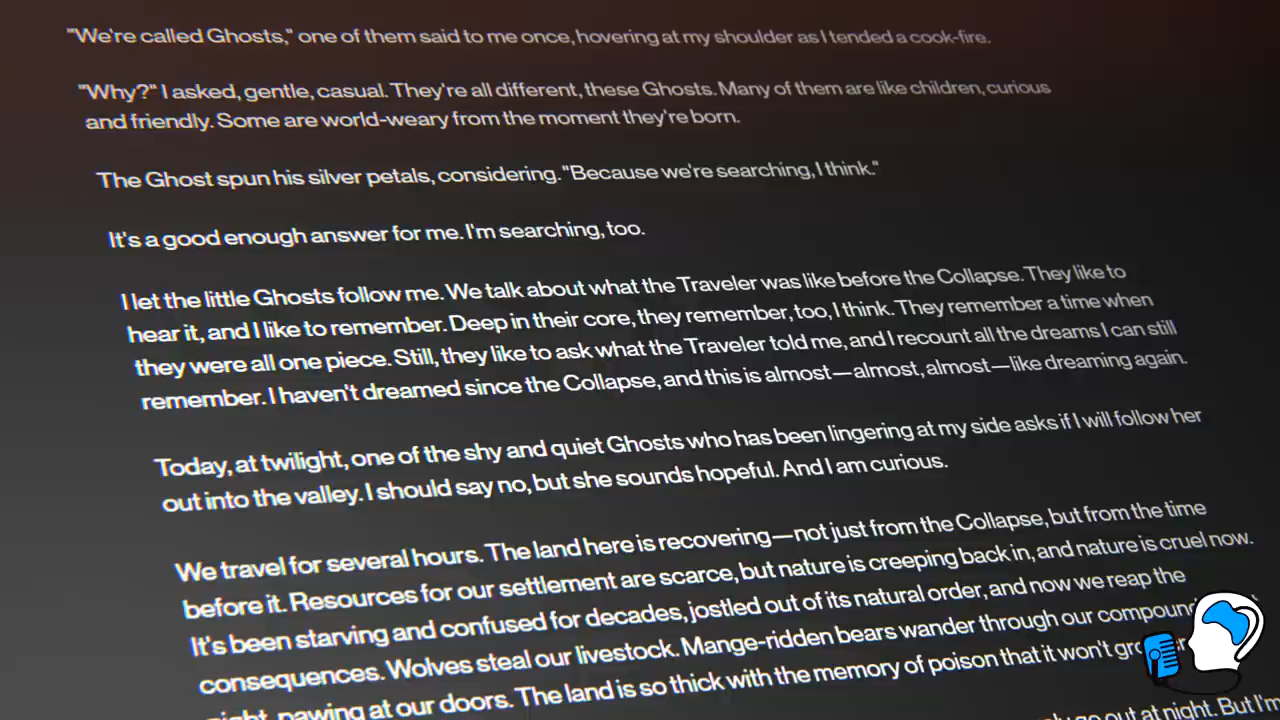 "We're called Ghosts," one of them said to me once, hovering at my shoulder as I tended a cook-fire.
"Why?" I asked, gentle, casual. They're all different, these Ghosts. Many of them are like children, curious
and friendly. Some are world-weary from the moment they're born.
The Ghost spun his silver petals, considering. "Because we're searching, I think."
It's a good enough answer for me. I'm searching, too.
I let the little Ghosts follow me. We talk about what the Traveler was like before the Collapse. They like to
hear it, and I like to remember. Deep in their core, they remember, too, I think. They remember a time when
they were all one piece. Still, they like to ask what the Traveler told me, and I recount all the dreams I can still
remember. I haven't dreamed since the Collapse, and this is almost—almost, almost—like dreaming again.
Today, at twilight, one of the shy and quiet Ghosts who has been lingering at my side asks if I will follow her
out into the valley. I should say no, but she sounds hopeful. And I am curious.
We travel for several hours. The land here is recovering—not just from the Collapse, but from the time
before it. Resources for our settlement are scarce, but nature is creeping back in, and nature is cruel now.
It's been starving and confused for decades, jostled out of its natural order, and now we reap the
consequences. Wolves steal our livestock. Mange-ridden bears wander through our compound
night, pawing at our doors. The land is so thick with the memory of poison that it won't
go out at night. But I'm